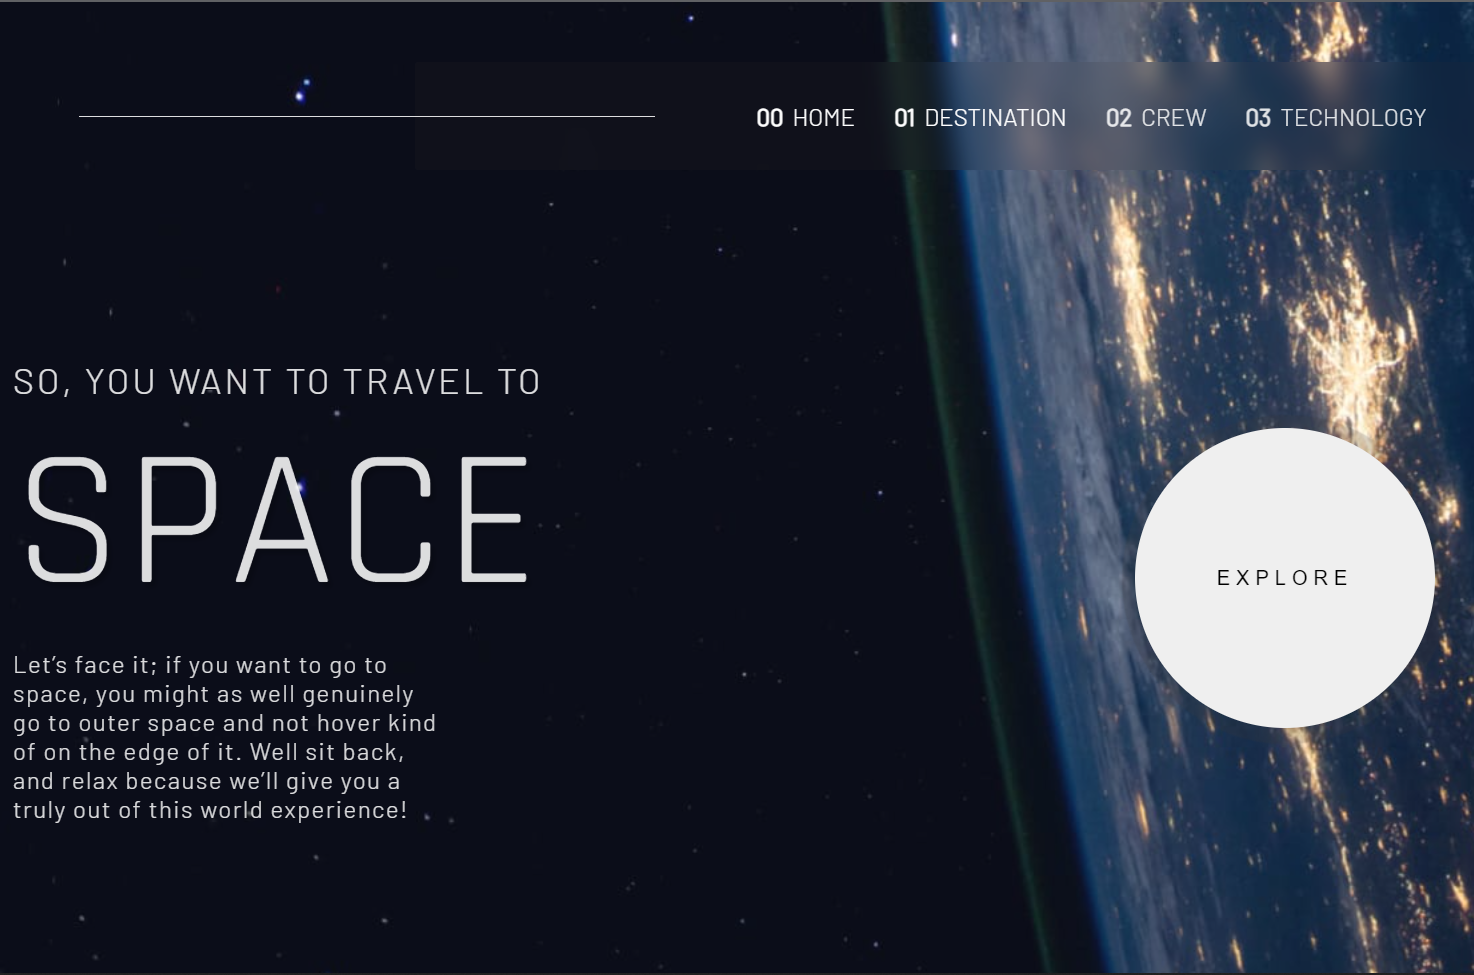 00 HOME 01 DESTINATION 02 CREW 03 TECHNOLOGY
SO, YOU WANT TO TRAVEL TO
SPACE
Let’s face it; if you want to go to
space, you might as well genuinely
go to outer space and not hover kind
of on the edge of it. Well sit back,
and relax because we’ll give you a
truly out of this world experience!
EXPLORE